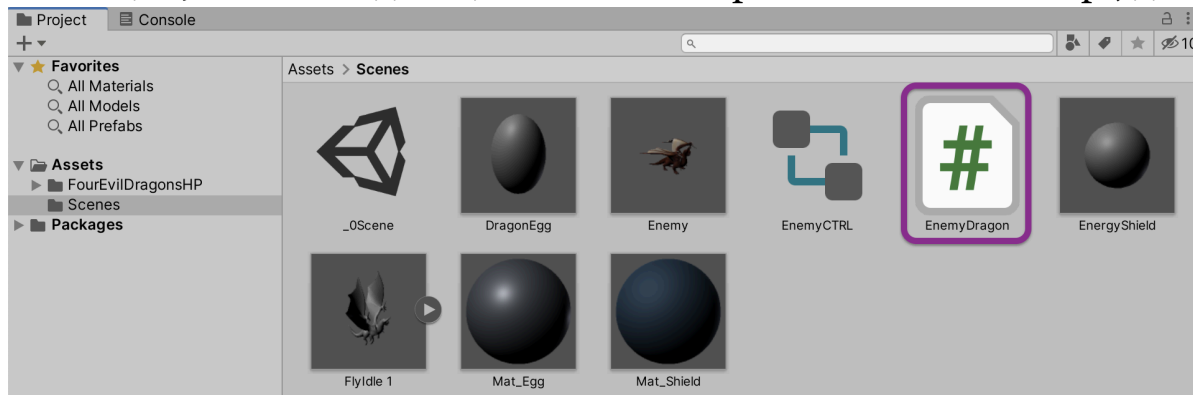 Project
Console
10
Favorites
All Materials
All Models
All Prefabs
Assets
FourEvilDragonsHP
Scenes
Packages
Assets > Scenes
_0Scene
DragonEgg
Enemy
EnemyCTRL
#
EnemyDragon
EnergyShield
FlyIdle 1
Mat_Egg
Mat_Shield